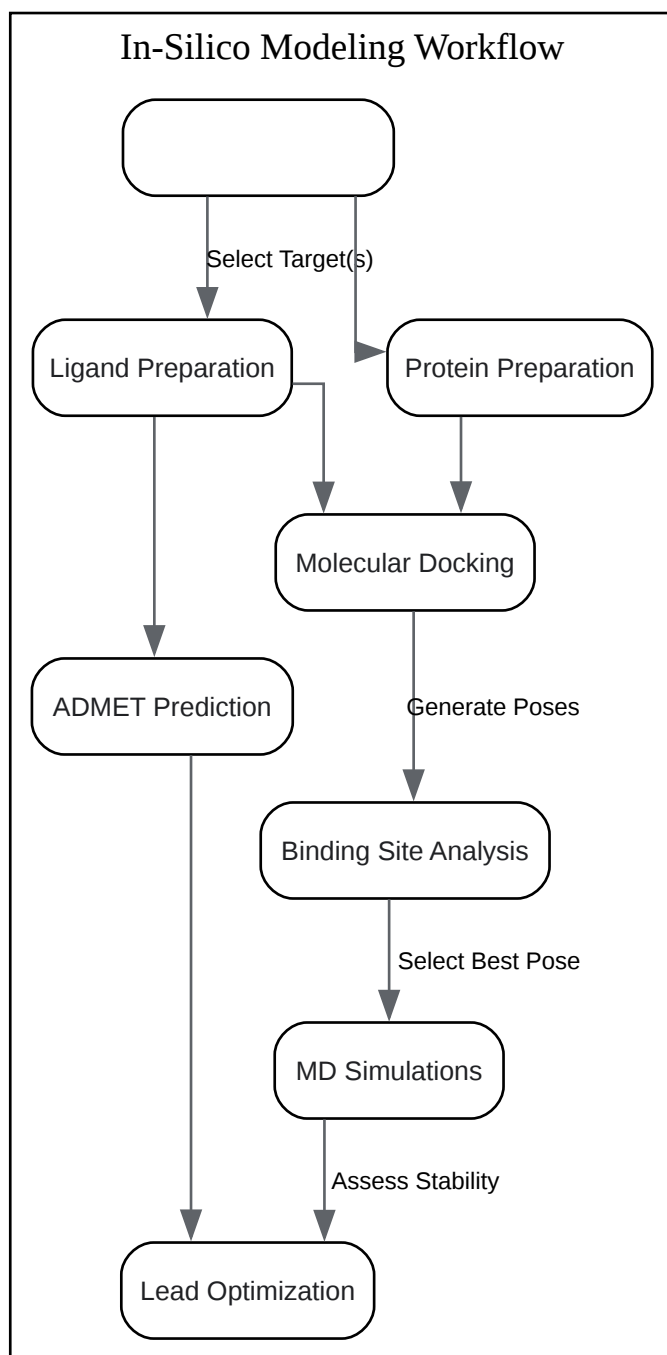 In-Silico Modeling Workflow
Select Target(s)
Ligand Preparation
Protein Preparation
Molecular Docking
ADMET Prediction
Generate Poses
Binding Site Analysis
Select Best Pose
MD Simulations
Assess Stability
Lead Optimization